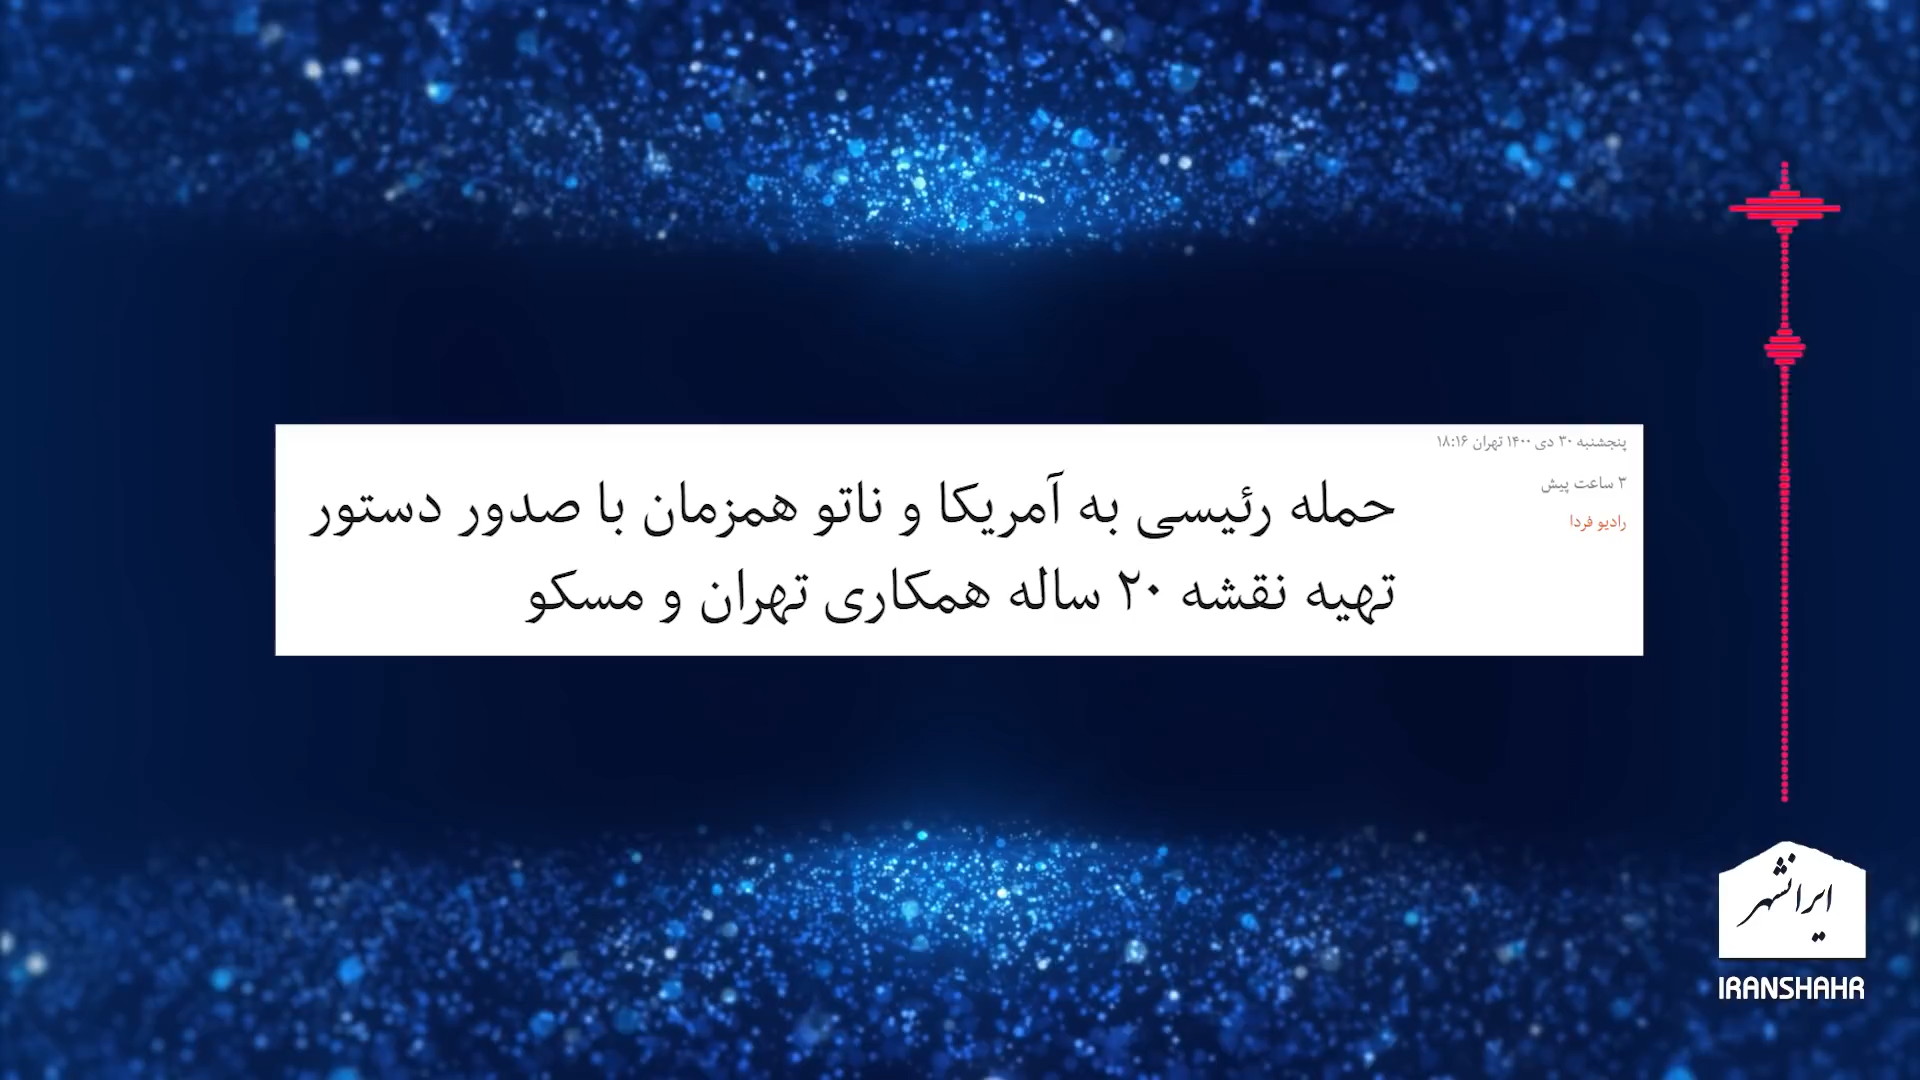 پنجشنبه ۳۰ دی ۱۴۰۰ تهران ۱۸:۱۶
۳ ساعت پیش
رادیو فردا
حمله رئیسی به آمریکا و ناتو همزمان با صدور دستور
تهیه نقشه ۲۰ ساله همکاری تهران و مسکو
ایرانشهر
IRANSHAHR